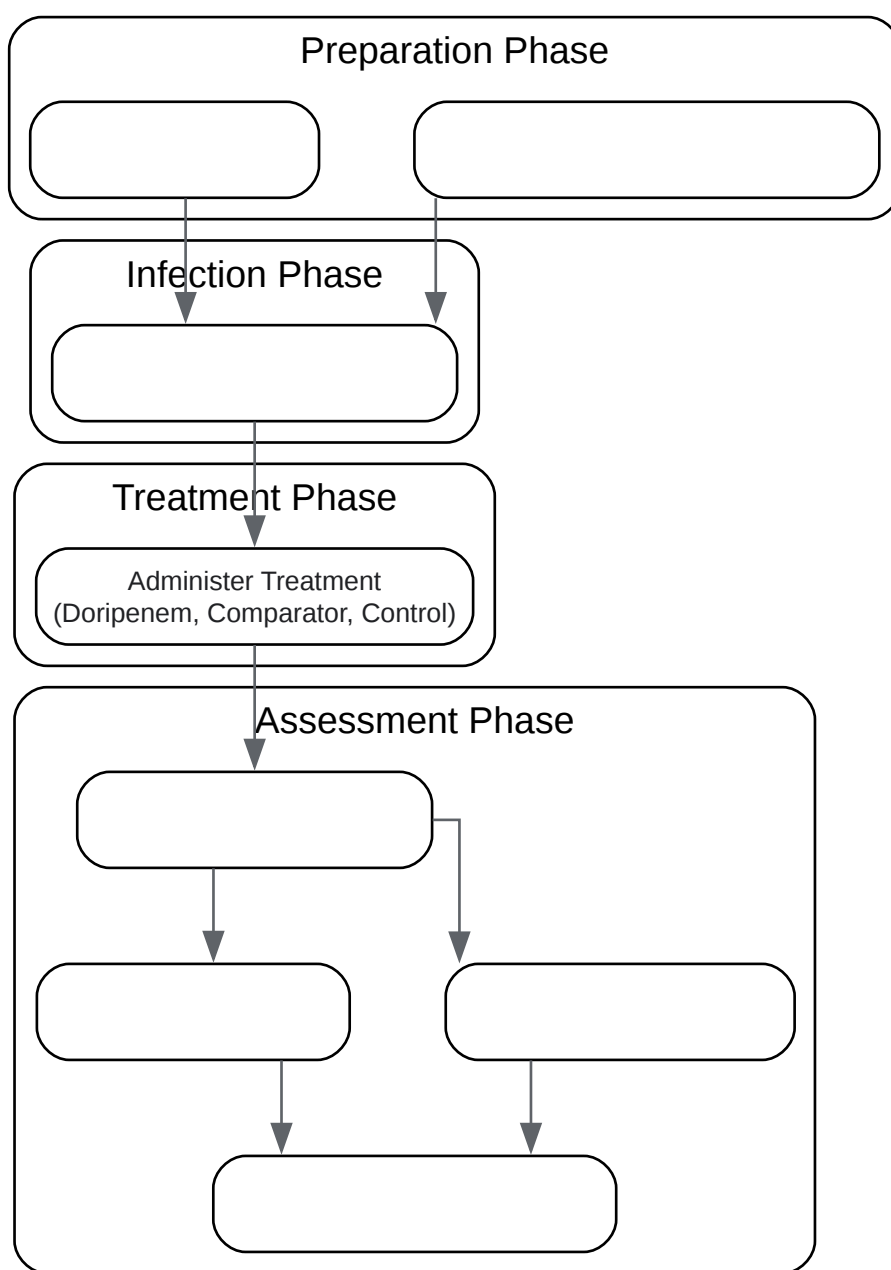 Preparation Phase
Infection Phase
Treatment Phase
Administer Treatment
(Doripenem, Comparator, Control)
Assessment Phase